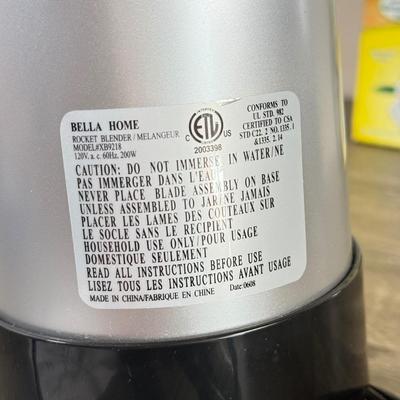 BELLA HOME
ROCKET BLENDER/MELANGEUR
MODEL#XB9218
120V. a. c. 60Hz, 200W
C ETL US
INTERTEK
2003398
CONFORMS TO
UL STD. 982
CERTIFIED TO CSA
STD C22. 2 NO. 1335. 1
&1335. 2. 14
CAUTION: DO NOT IMMERSE IN WATER/NE
PAS IMMERGER DANS L'EAU
NEVER PLACE BLADE ASSEMBLY ON BASE
UNLESS ASSEMBLED TO JAR/NE JAMAIS
PLACER LES LAMES DES COUTEAUX SUR
LE SOCLE SANS LE RECIPIENT
HOUSEHOLD USE ONLY/POUR USAGE
DOMESTIQUE SEULEMENT
READ ALL INSTRUCTIONS BEFORE USE
LISEZ TOUS LES INSTRUCTIONS AVANT USAGE
MADE IN CHINA/FABRIQUE EN CHINE Date:0608